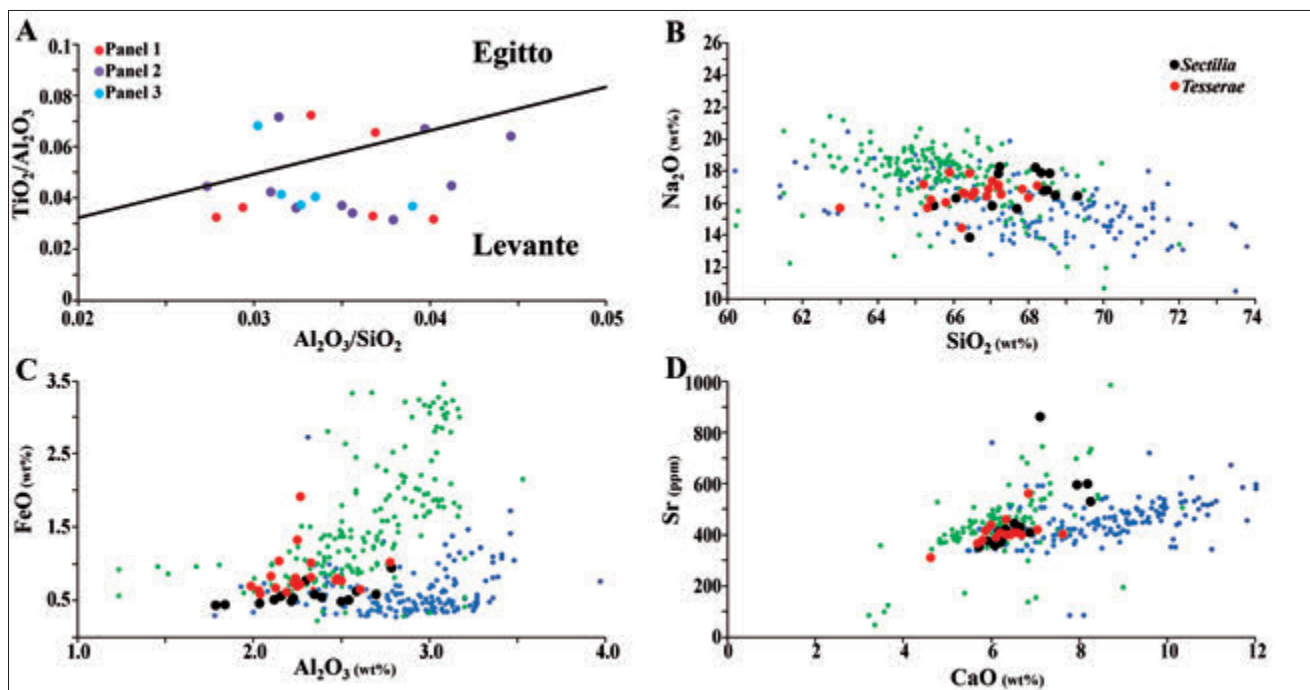 A
Panel 1
Panel 2
Panel 3
Egitto
Levante
TiO₂/Al₂O₃
0.1
0.08
0.06
0.04
0.02
0
0.02 0.03 0.04 0.05
Al₂O₃/SiO₂
B
Sectilia
Tesserae
Na₂O (wt%)
26
24
22
20
18
16
14
12
10
60 62 64 66 68 70 72 74
SiO₂ (wt%)
C
FeO (wt%)
3.5
2.5
1.5
0.5
1.0 2.0 3.0 4.0
Al₂O₃ (wt%)
D
Sr (ppm)
1000
800
600
400
200
0
0 2 4 6 8 10 12
CaO (wt%)